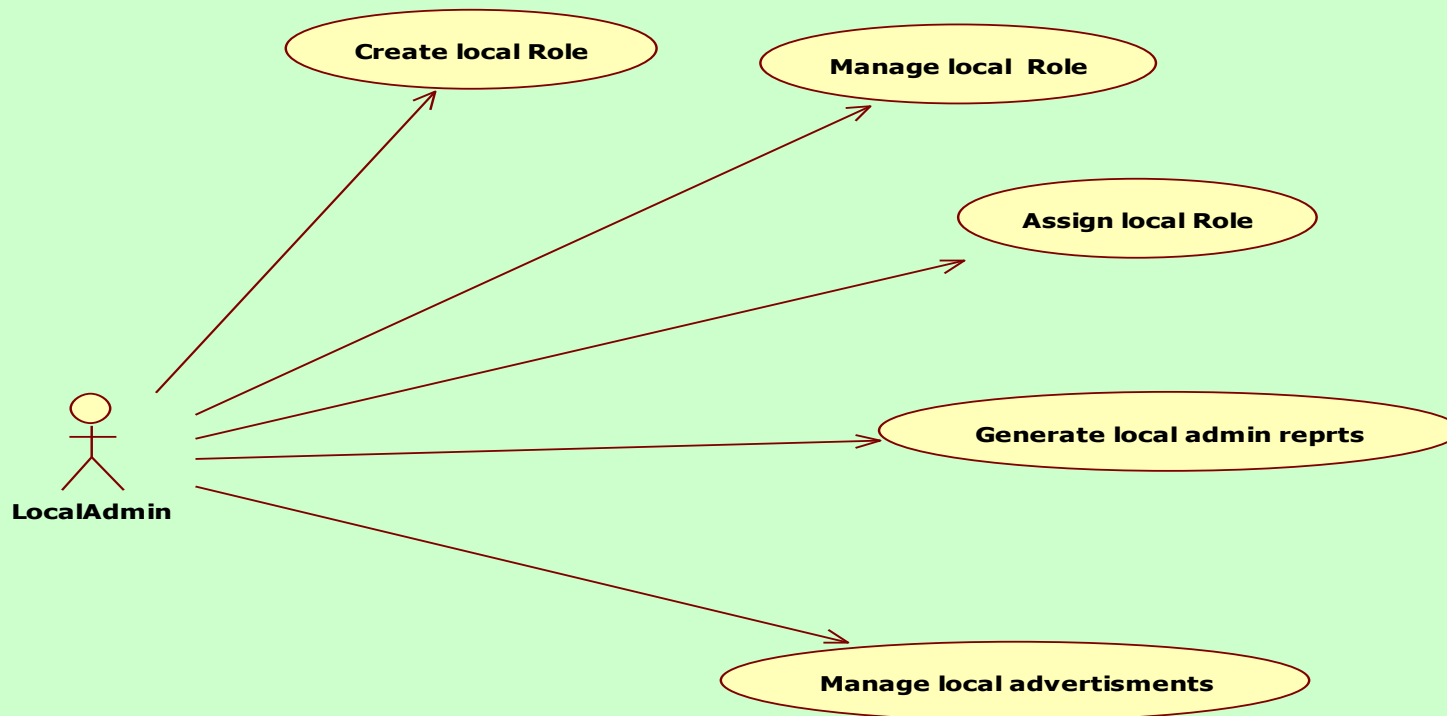 Create local Role
Manage local  Role
Assign local Role
Generate local admin reprts
LocalAdmin
Manage local advertisments